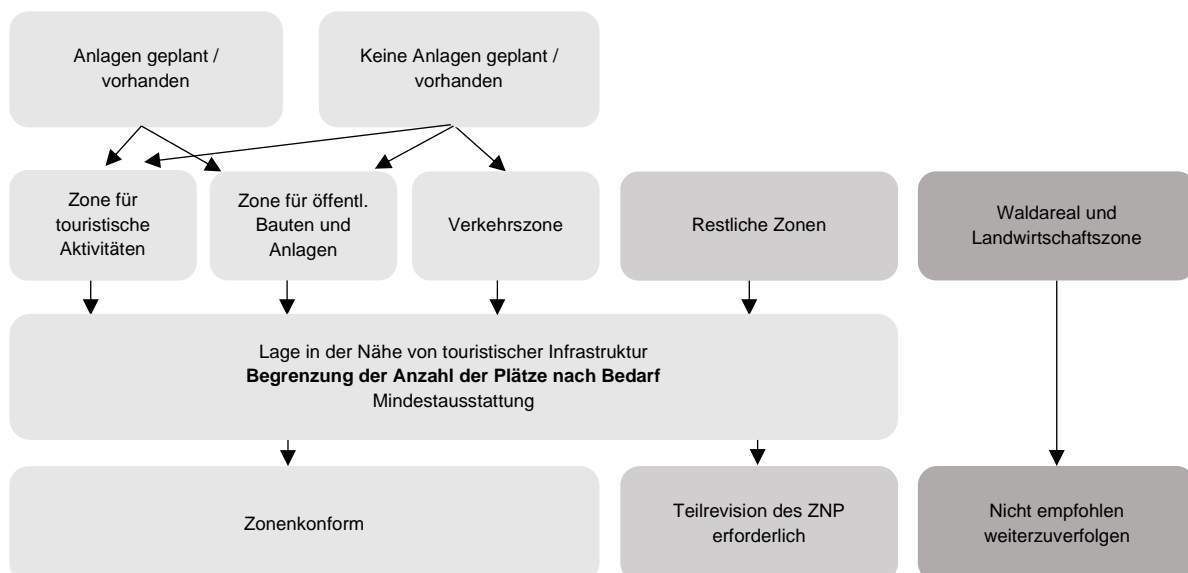 Anlagen geplant /
vorhanden
Keine Anlagen geplant /
vorhanden
Zone für
touristische
Aktivitäten
Zone für öffentl.
Bauten und
Anlagen
Verkehrszone
Restliche Zonen
Waldareal und
Landwirtschaftszone
Lage in der Nähe von touristischer Infrastruktur
Begrenzung der Anzahl der Plätze nach Bedarf
Mindestausstattung
Zonenkonform
Teilrevision des ZNP
erforderlich
Nicht empfohlen
weiterzuverfolgen